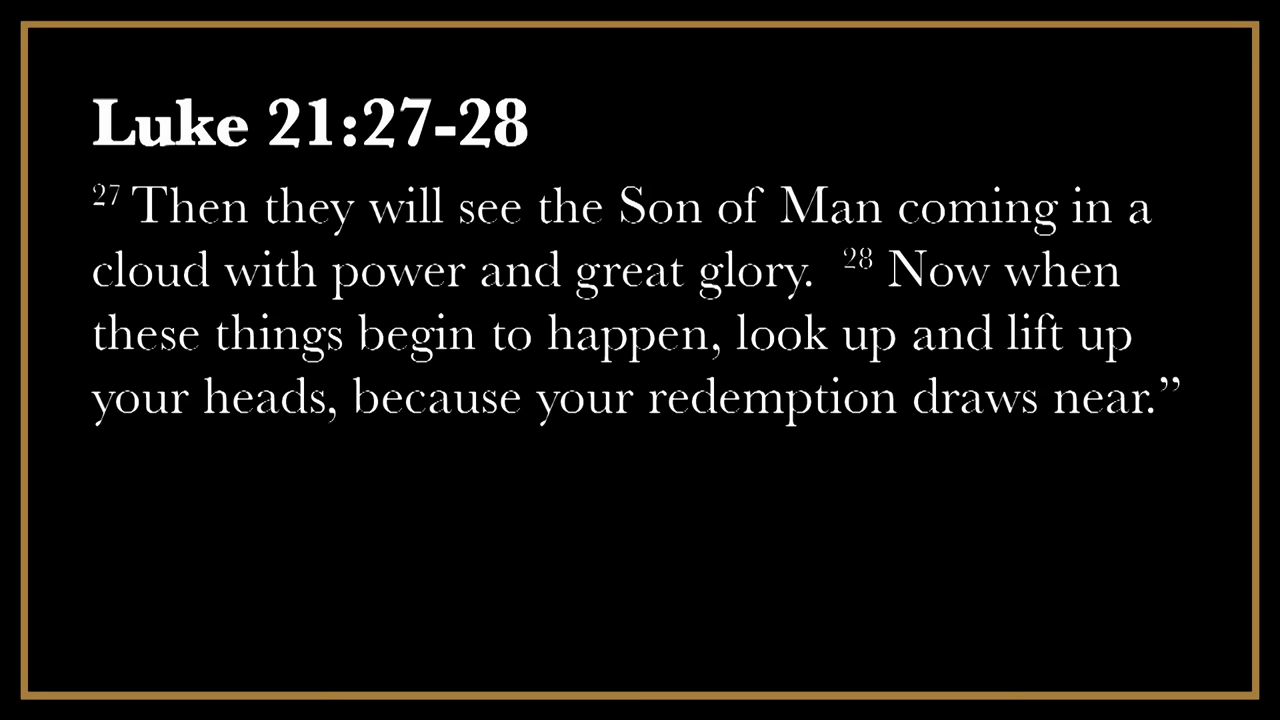 Luke 21:27-28
27 Then they will see the Son of Man coming in a
cloud with power and great glory. 28 Now when
these things begin to happen, look up and lift up
your heads, because your redemption draws near.”